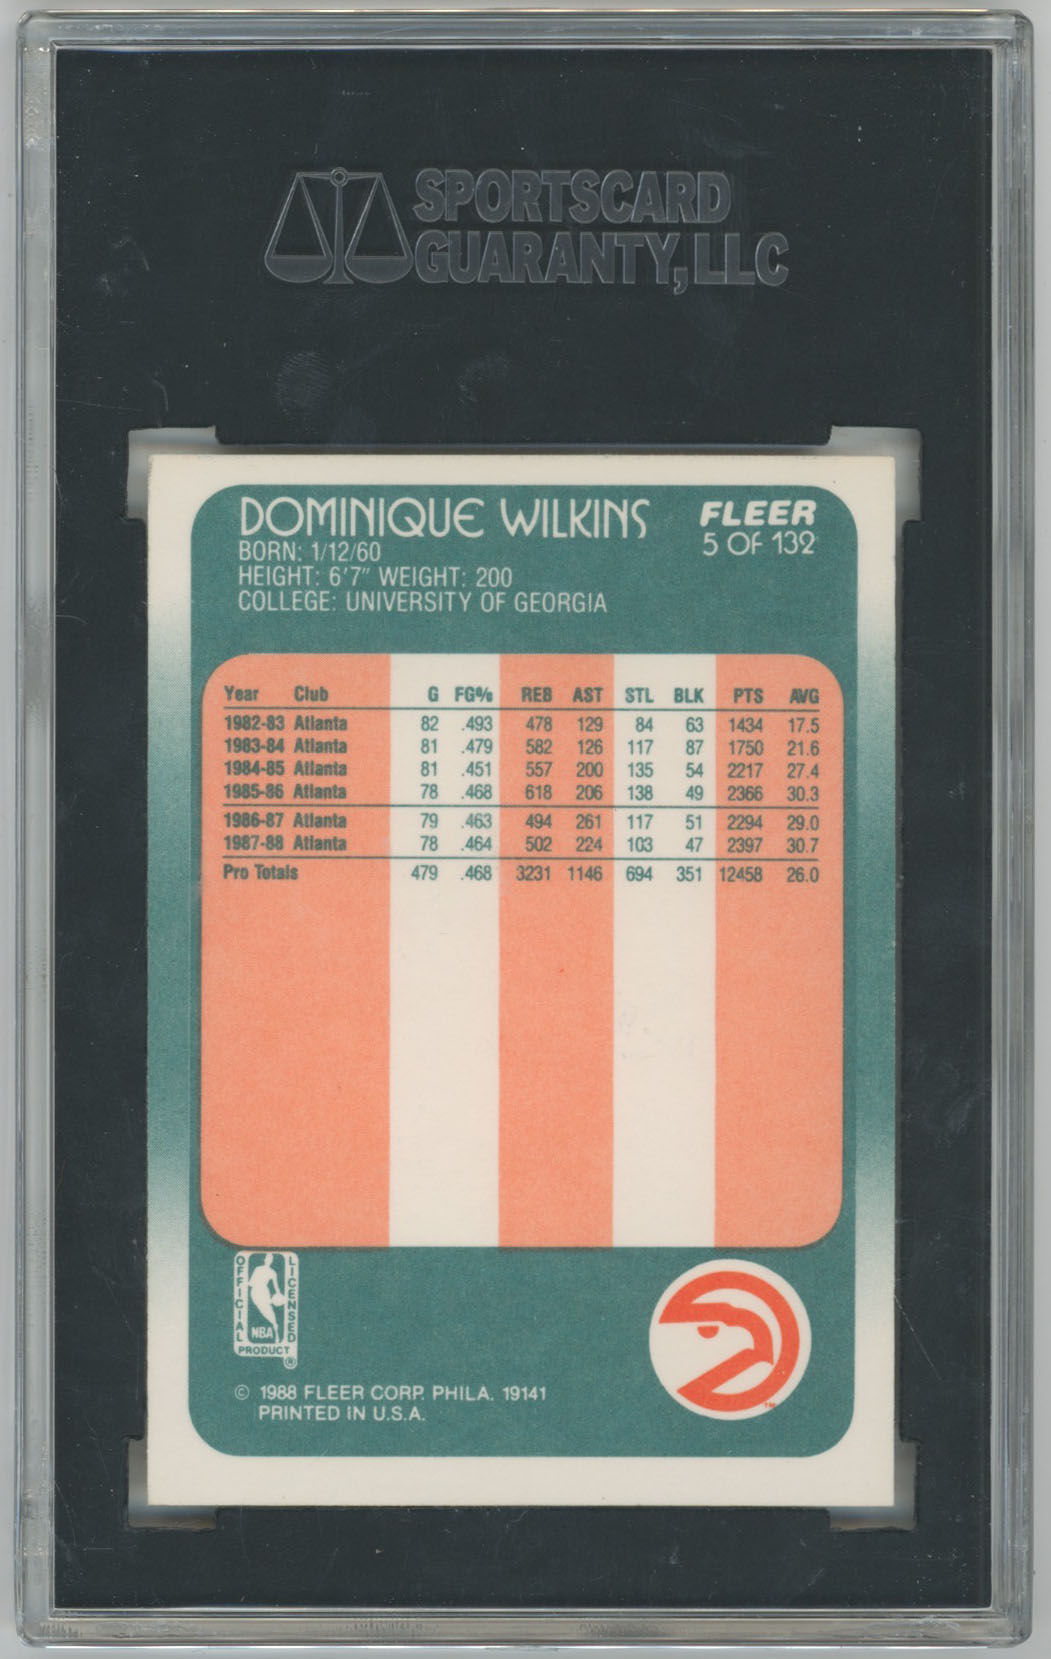 SPORTSCARD
GUARANTY, LLC
DOMINIQUE WILKINS
FLEER
5 OF 132
BORN: 1/12/60
HEIGHT: 6'7" WEIGHT: 200
COLLEGE: UNIVERSITY OF GEORGIA
Year Club G FG% REB AST STL BLK PTS AVG
1982-83 Atlanta 82 .493 478 129 84 63 1434 17.5
1983-84 Atlanta 81 .479 582 126 117 87 1750 21.6
1984-85 Atlanta 81 .451 557 200 135 54 2217 27.4
1985-86 Atlanta 78 .468 618 206 138 49 2366 30.3
1986-87 Atlanta 79 .463 494 261 117 51 2294 29.0
1987-88 Atlanta 78 .464 502 224 103 47 2397 30.7
Pro Totals 479 .468 3231 1146 694 351 12458 26.0
OFFICIAL
LICENSED
NBA
PRODUCT
®
TM
© 1988 FLEER CORP. PHILA. 19141
PRINTED IN U.S.A.